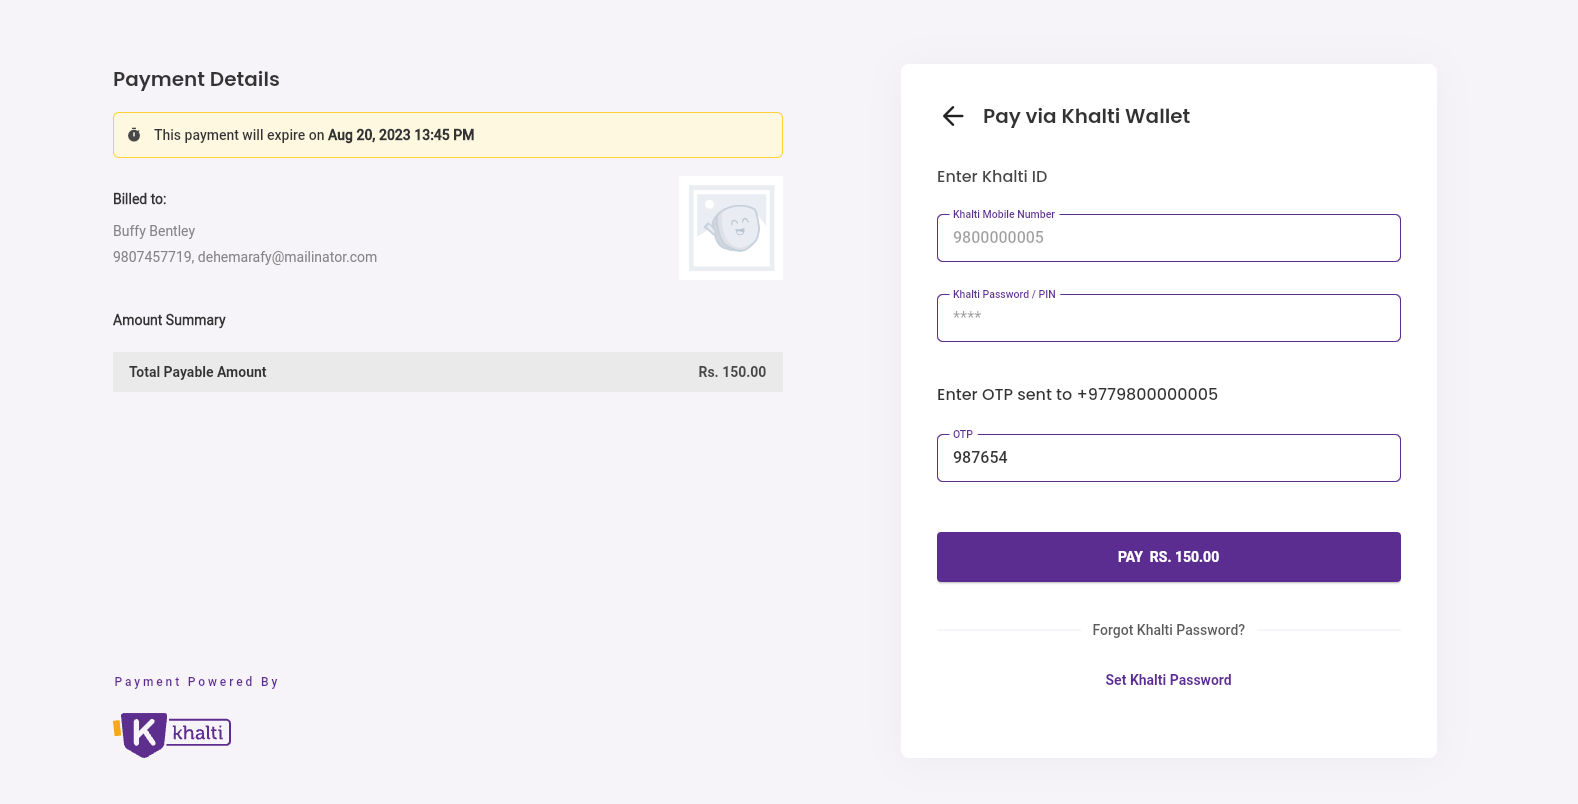 Payment Details
This payment will expire on Aug 20, 2023 13:45 PM
Billed to:
Buffy Bentley
9807457719, dehemarafy@mailinator.com
Amount Summary
Total Payable Amount Rs. 150.00
Payment Powered By
K khalti
Pay via Khalti Wallet
Enter Khalti ID
Khalti Mobile Number
9800000005
Khalti Password / PIN
****
Enter OTP sent to +9779800000005
OTP
987654
PAY RS. 150.00
Forgot Khalti Password?
Set Khalti Password